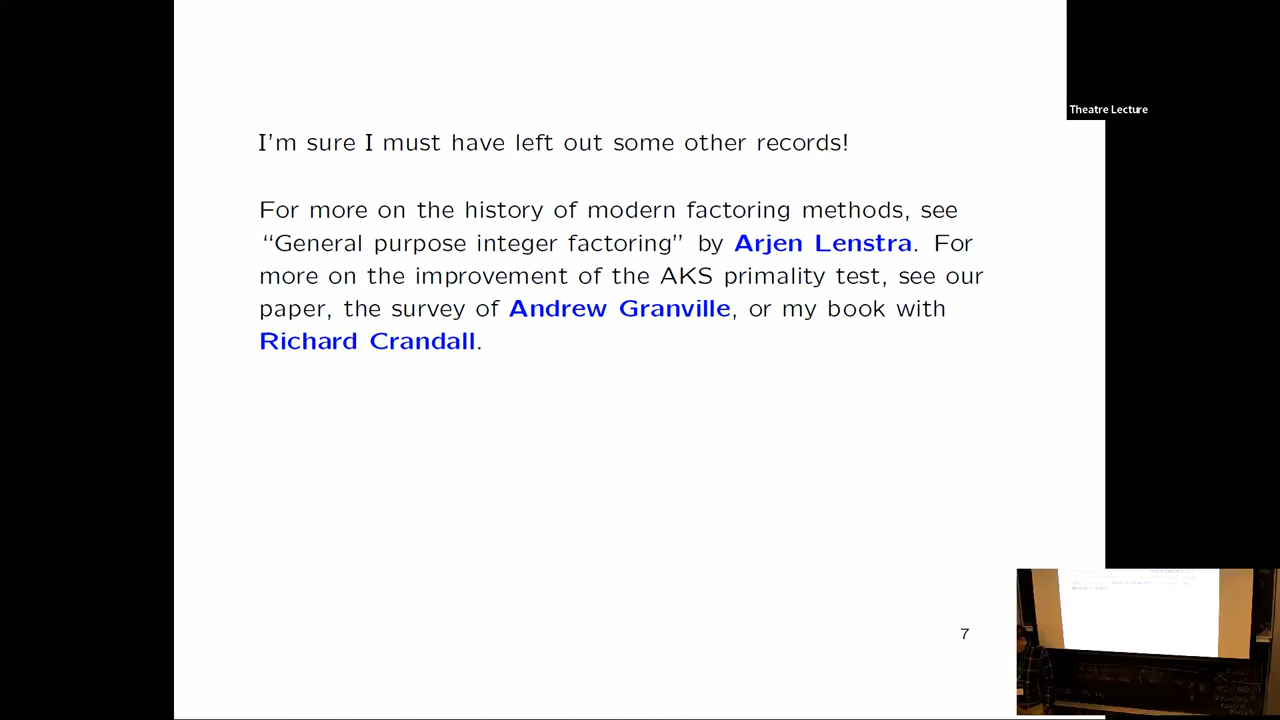 Theatre Lecture
I'm sure I must have left out some other records!
For more on the history of modern factoring methods, see
“General purpose integer factoring” by Arjen Lenstra. For
more on the improvement of the AKS primality test, see our
paper, the survey of Andrew Granville, or my book with
Richard Crandall.
7